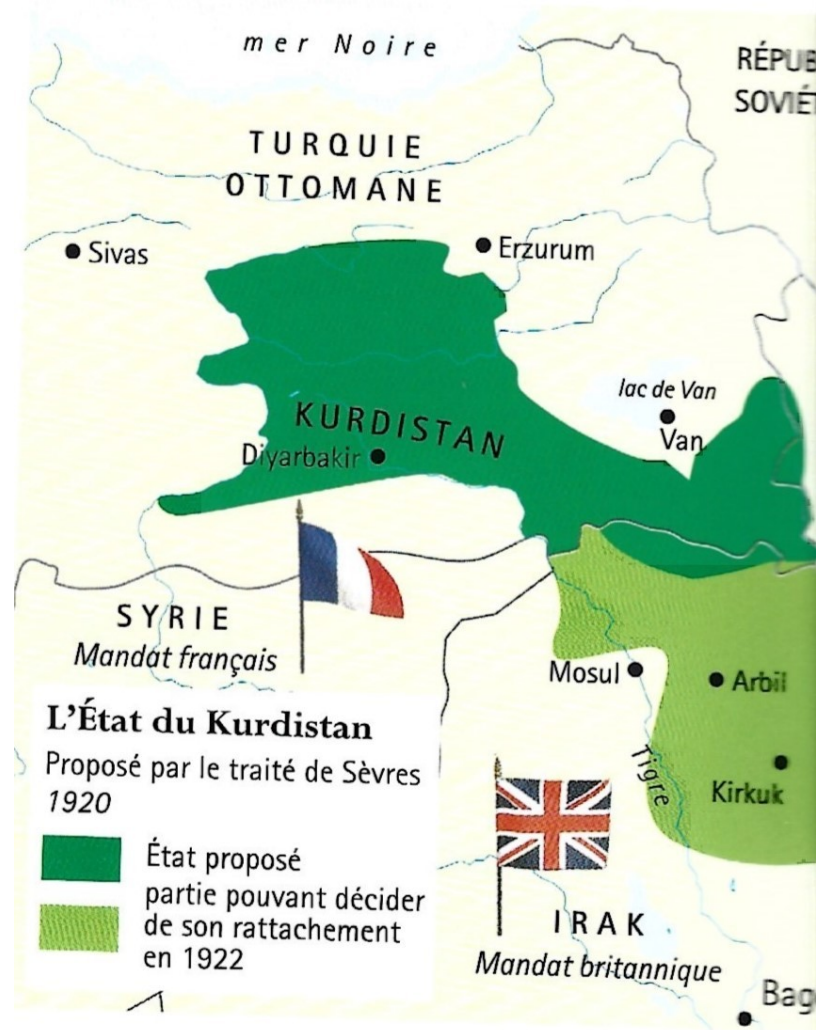 mer Noire
RÉPUB
SOVIÉT
TURQUIE
OTTOMANE
Sivas
Erzurum
lac de Van
Van
KURDISTAN
Diyarbakir
SYRIE
Mandat français
Mosul
Arbil
Tigre
Kirkuk
L'État du Kurdistan
Proposé par le traité de Sèvres
1920
État proposé
partie pouvant décider
de son rattachement
en 1922
IRAK
Mandat britannique
Bag